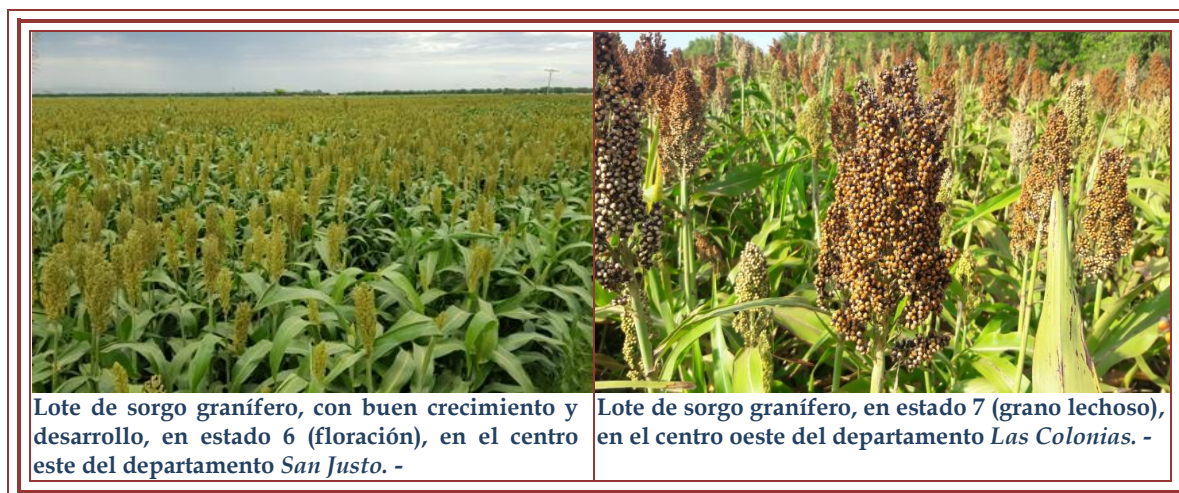 Lote de sorgo granífero, con buen crecimiento y
desarrollo, en estado 6 (floración), en el centro
este del departamento San Justo. -
Lote de sorgo granífero, en estado 7 (grano lechoso),
en el centro oeste del departamento Las Colonias. -